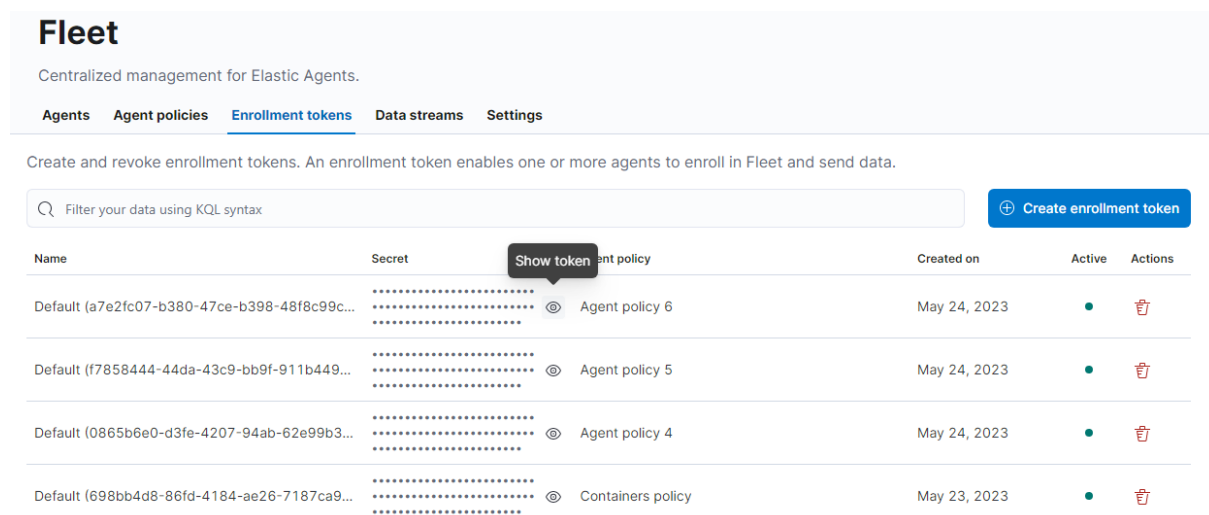 Fleet
Centralized management for Elastic Agents.
Agents Agent policies Enrollment tokens Data streams Settings
Create and revoke enrollment tokens. An enrollment token enables one or more agents to enroll in Fleet and send data.
Filter your data using KQL syntax
Create enrollment token
Name Secret Show token ent policy Created on Active Actions
Default (a7e2fc07-b380-47ce-b398-48f8c99c... Agent policy 6 May 24, 2023
Default (f7858444-44da-43c9-bb9f-911b449... Agent policy 5 May 24, 2023
Default (0865b6e0-d3fe-4207-94ab-62e99b3... Agent policy 4 May 24, 2023
Default (698bb4d8-86fd-4184-ae26-7187ca9... Containers policy May 23, 2023